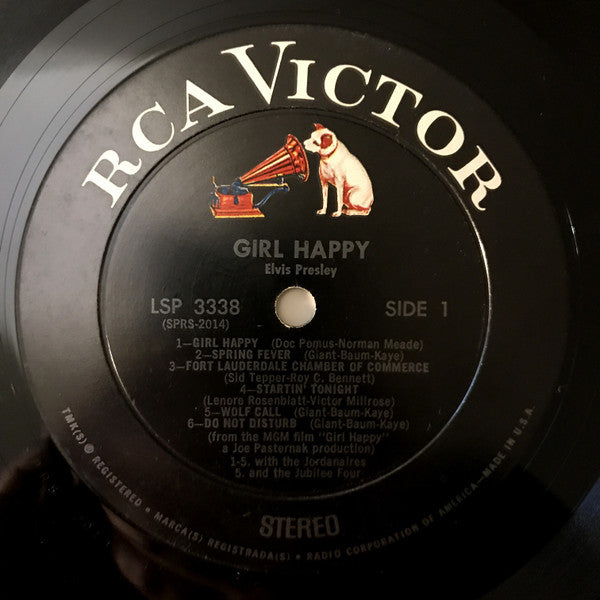 RCA VICTOR
GIRL HAPPY
Elvis Presley
LSP 3338 SIDE 1
(SPRS-2014)
1—GIRL HAPPY (Doc Pomus-Norman Meade)
2—SPRING FEVER (Giant-Baum-Kaye)
3—FORT LAUDERDALE CHAMBER OF COMMERCE
(Sid Tepper-Roy C. Bennett)
4—STARTIN' TONIGHT
(Lenore Rosenblatt-Victor Millrose)
5—WOLF CALL (Giant-Baum-Kaye)
6—DO NOT DISTURB (Giant-Baum-Kaye)
(from the MGM film "Girl Happy"
a Joe Pasternak production)
1-5. with the Jordanaires
5. and the Jubilee Four
STEREO
TMK(S) ® REGISTERED • MARCA(S) REGISTRADA(S) • RADIO CORPORATION OF AMERICA—MADE IN U.S.A.